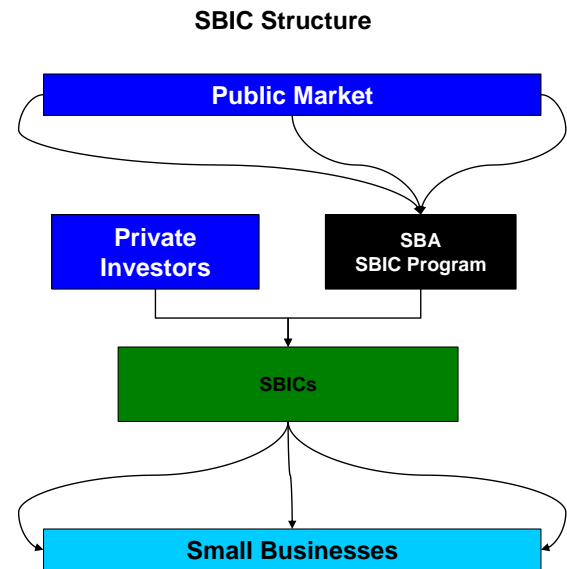 SBIC Structure
Public Market
Private
Investors
SBA
SBIC Program
SBICs
Small Businesses